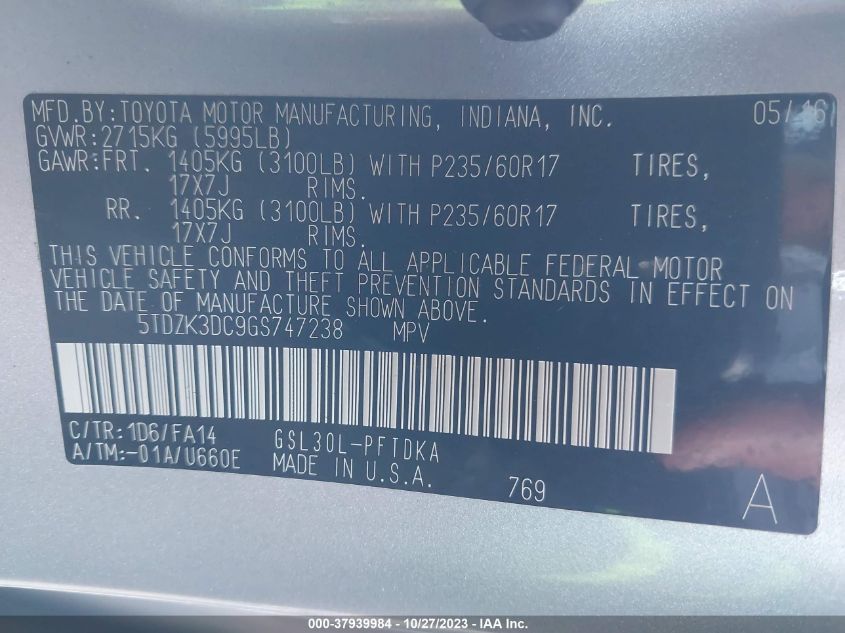 MFD.BY:TOYOTA MOTOR MANUFACTURING, INDIANA, INC. 05/16
GVWR:2715KG (5995LB)
GAWR:FRT. 1405KG (3100LB) WITH P235/60R17 TIRES,
17X7J RIMS.
RR. 1405KG (3100LB) WITH P235/60R17 TIRES,
17X7J RIMS.
THIS VEHICLE CONFORMS TO ALL APPLICABLE FEDERAL MOTOR
VEHICLE SAFETY AND THEFT PREVENTION STANDARDS IN EFFECT ON
THE DATE OF MANUFACTURE SHOWN ABOVE.
5TDZK3DC9GS747238 MPV
C/TR:1D6/FA14 GSL30L-PFTDKA
A/TM:-01A/U660E MADE IN U.S.A. 769 A
000-37939984 - 10/27/2023 - IAA Inc.